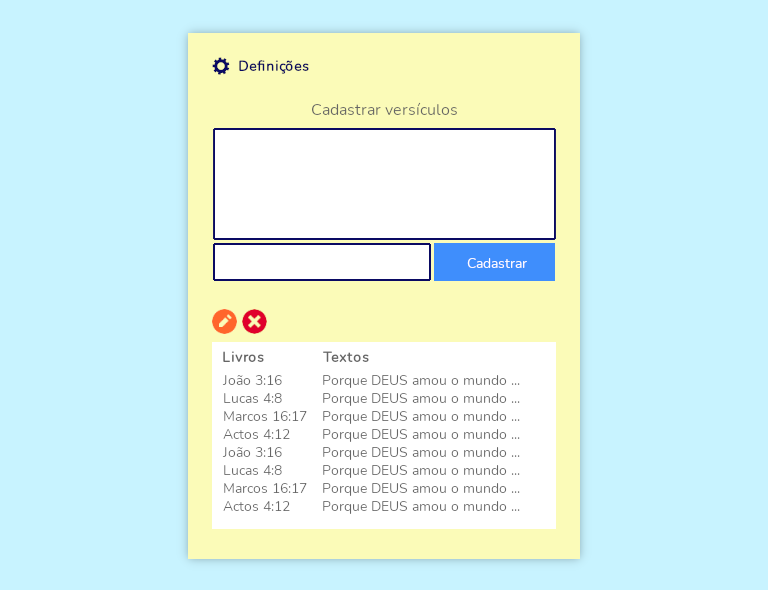 Definições
Cadastrar versículos
Cadastrar
Livros Textos
João 3:16 Porque DEUS amou o mundo ...
Lucas 4:8 Porque DEUS amou o mundo ...
Marcos 16:17 Porque DEUS amou o mundo ...
Actos 4:12 Porque DEUS amou o mundo ...
João 3:16 Porque DEUS amou o mundo ...
Lucas 4:8 Porque DEUS amou o mundo ...
Marcos 16:17 Porque DEUS amou o mundo ...
Actos 4:12 Porque DEUS amou o mundo ...